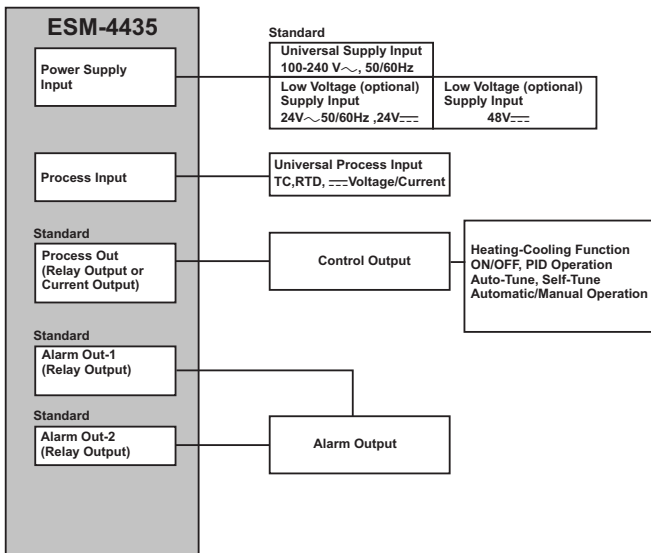 ESM-4435
Power Supply
Input
Standard
Universal Supply Input
100-240 V～, 50/60Hz
Low Voltage (optional)
Supply Input
24V～50/60Hz ,24V⎓
Low Voltage (optional)
Supply Input
48V⎓
Process Input
Universal Process Input
TC,RTD, ⎓Voltage/Current
Standard
Process Out
(Relay Output or
Current Output)
Control Output
Heating-Cooling Function
ON/OFF, PID Operation
Auto-Tune, Self-Tune
Automatic/Manual Operation
Standard
Alarm Out-1
(Relay Output)
Standard
Alarm Out-2
(Relay Output)
Alarm Output